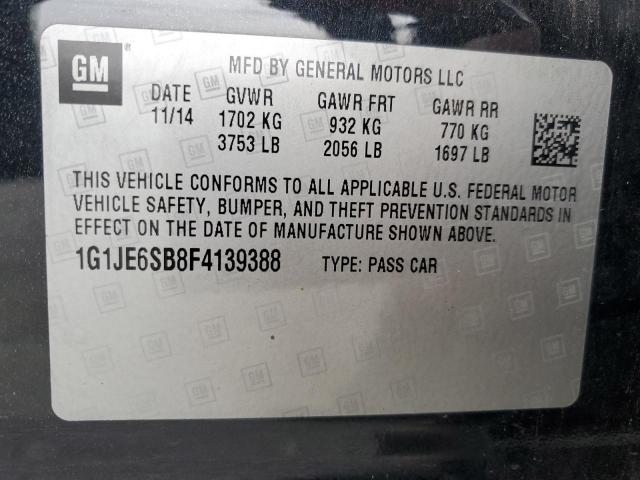 GM
MFD BY GENERAL MOTORS LLC
DATE GVWR GAWR FRT GAWR RR
11/14 1702 KG 932 KG 770 KG
3753 LB 2056 LB 1697 LB
THIS VEHICLE CONFORMS TO ALL APPLICABLE U.S. FEDERAL MOTOR
VEHICLE SAFETY, BUMPER, AND THEFT PREVENTION STANDARDS IN
EFFECT ON THE DATE OF MANUFACTURE SHOWN ABOVE.
1G1JE6SB8F4139388 TYPE: PASS CAR